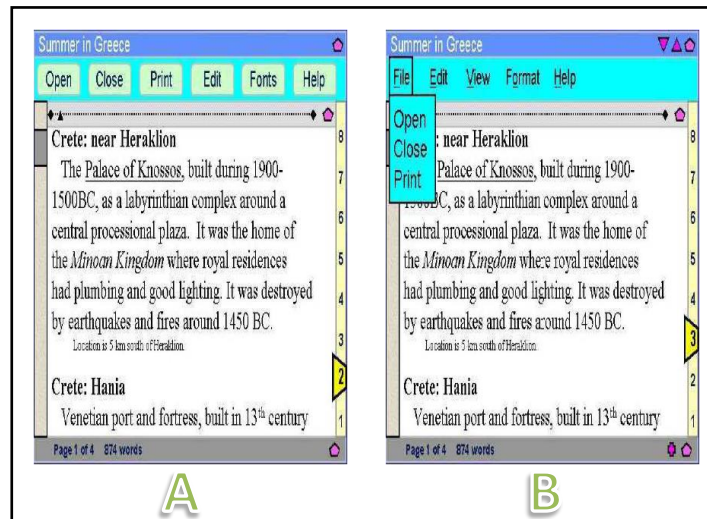 Summer in Greece
Open Close Print Edit Fonts Help
Crete: near Heraklion
The Palace of Knossos, built during 1900-
1500BC, as a labyrinthian complex around a
central processional plaza. It was the home of
the Minoan Kingdom where royal residences
had plumbing and good lighting. It was destroyed
by earthquakes and fires around 1450 BC.
Location is 5 km south of Heraklion.
Crete: Hania
Venetian port and fortress, built in 13th century
8
7
6
5
4
3
2
1
Page 1 of 4 874 words
A
Summer in Greece
File Edit View Format Help
Open
Close
Print
: near Heraklion
Palace of Knossos, built during 1900-
1500BC, as a labyrinthian complex around a
central processional plaza. It was the home of
the Minoan Kingdom where royal residences
had plumbing and good lighting. It was destroyed
by earthquakes and fires around 1450 BC.
Location is 5 km south of Heraklion.
Crete: Hania
Venetian port and fortress, built in 13th century
8
7
6
5
4
3
2
1
Page 1 of 4 874 words
B